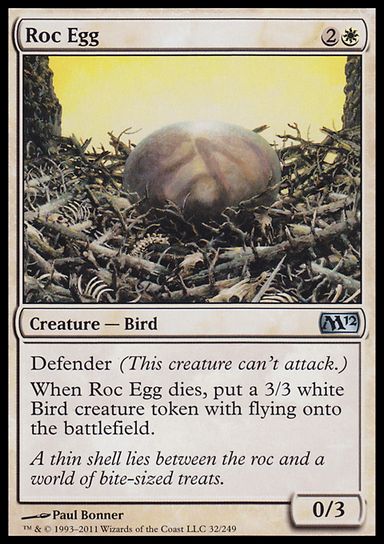 Roc Egg 2
Creature — Bird M12
Defender (This creature can't attack.)
When Roc Egg dies, put a 3/3 white
Bird creature token with flying onto
the battlefield.
A thin shell lies between the roc and a
world of bite-sized treats.
Paul Bonner
0/3
™ & © 1993–2011 Wizards of the Coast LLC 32/249